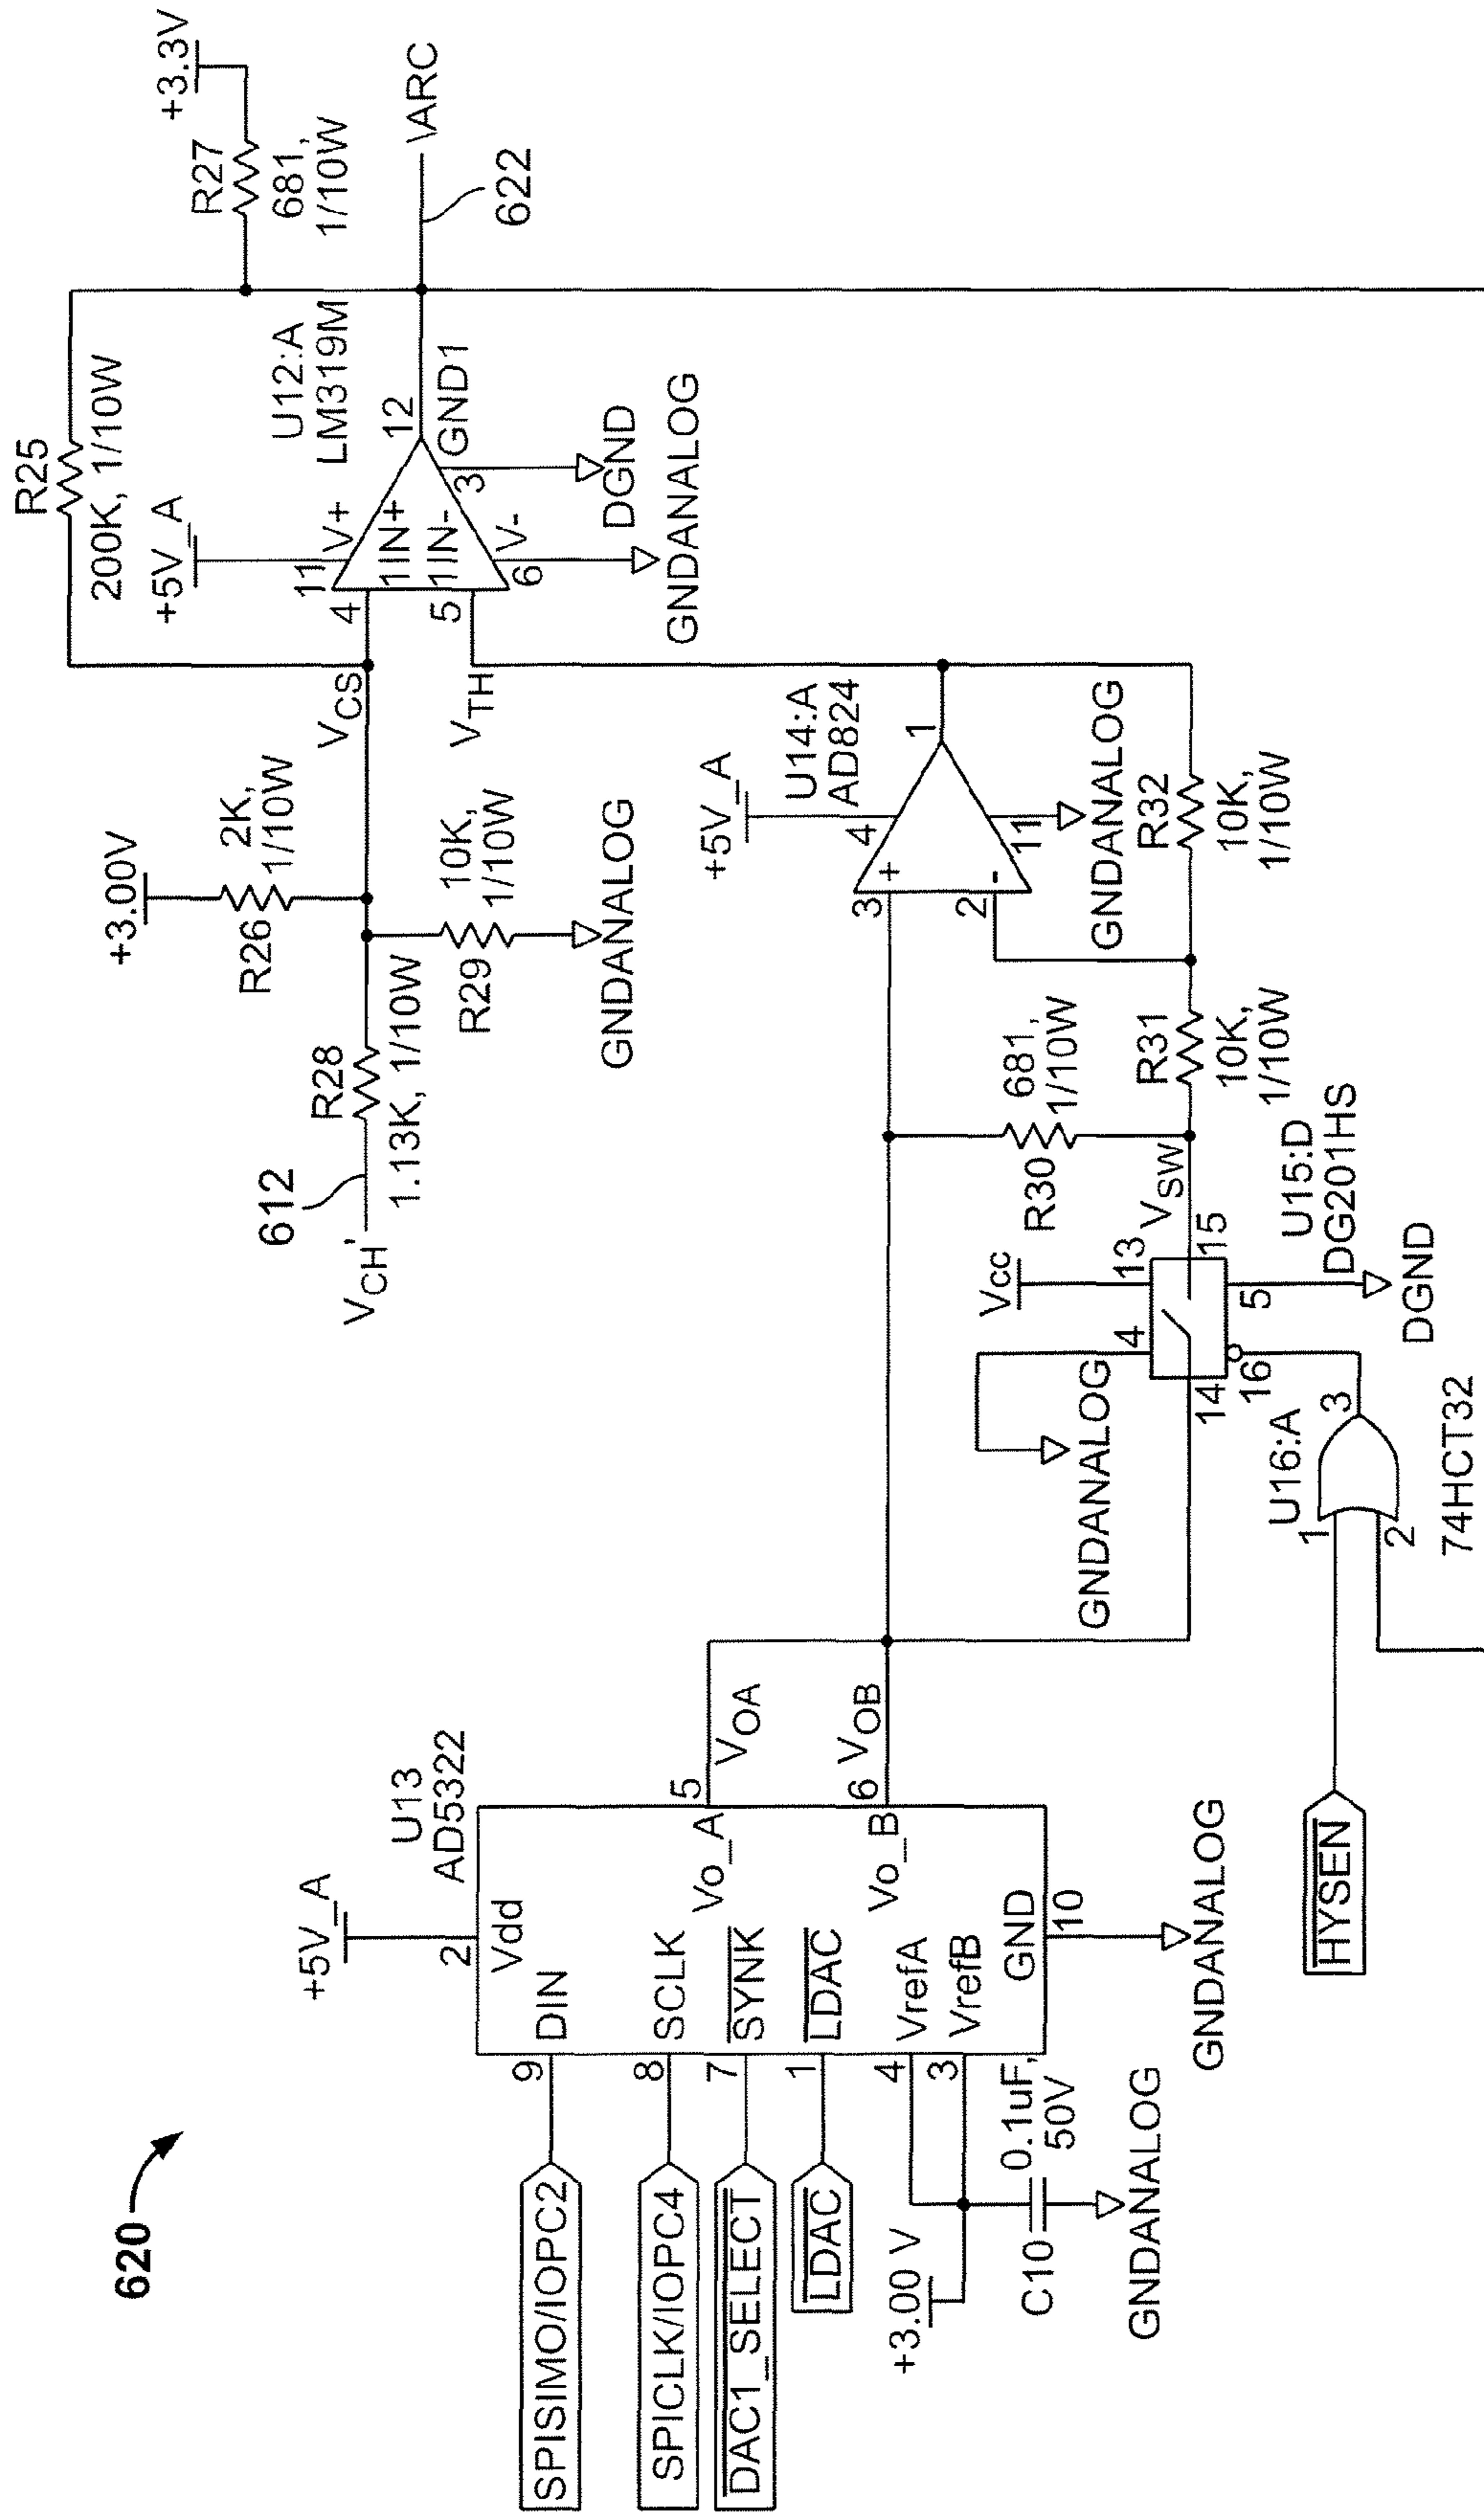 620
+5V_A
U13
AD5322
2
Vdd
SPISIMO/IOPC2
9
DIN
SPICLK/IOPC4
8
SCLK
DAC1_SELECT
7
SYNK
LDAC
1
LDAC
4
VrefA
3
VrefB
+3.00 V
C10
0.1uF,
50V
GNDANALOG
Vo_A
5
VOA
Vo_B
6
VOB
GND
10
GNDANALOG
HYSEN
U16:A
1
2
3
74HCT32
GNDANALOG
Vcc
4
13
14
15
16
5
VSW
U15:D
DG201HS
DGND
R30
681,
1/10W
R31
10K,
1/10W
R32
10K,
1/10W
+5V_A
U14:A
AD824
3
+
2
-
4
11
1
GNDANALOG
VCH'
612
R28
1.13K, 1/10W
+3.00V
R26
2K,
1/10W
R29
10K,
1/10W
GNDANALOG
VCS
VTH
R25
200K, 1/10W
+5V_A
11
V+
4
1IN+
5
1IN-
6
V-
U12:A
LM319M
12
GND1
3
DGND
GNDANALOG
R27
681,
1/10W
+3.3V
\ARC
622